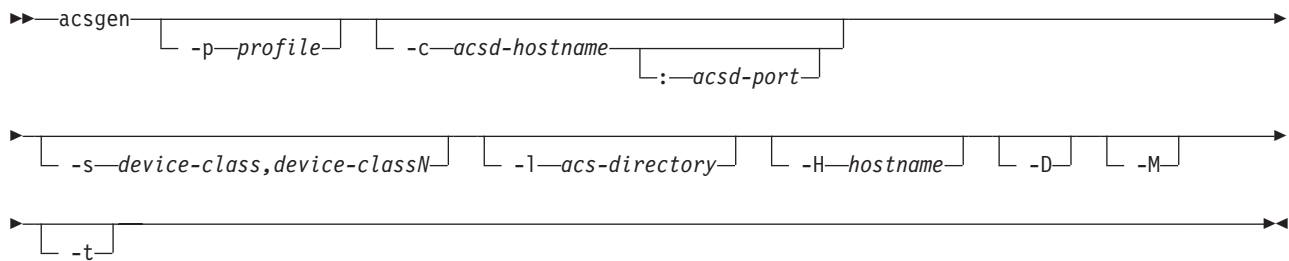 acsgen -p profile -c acsd-hostname : acsd-port
-s device-class,device-classN -l acs-directory -H hostname -D -M
-t